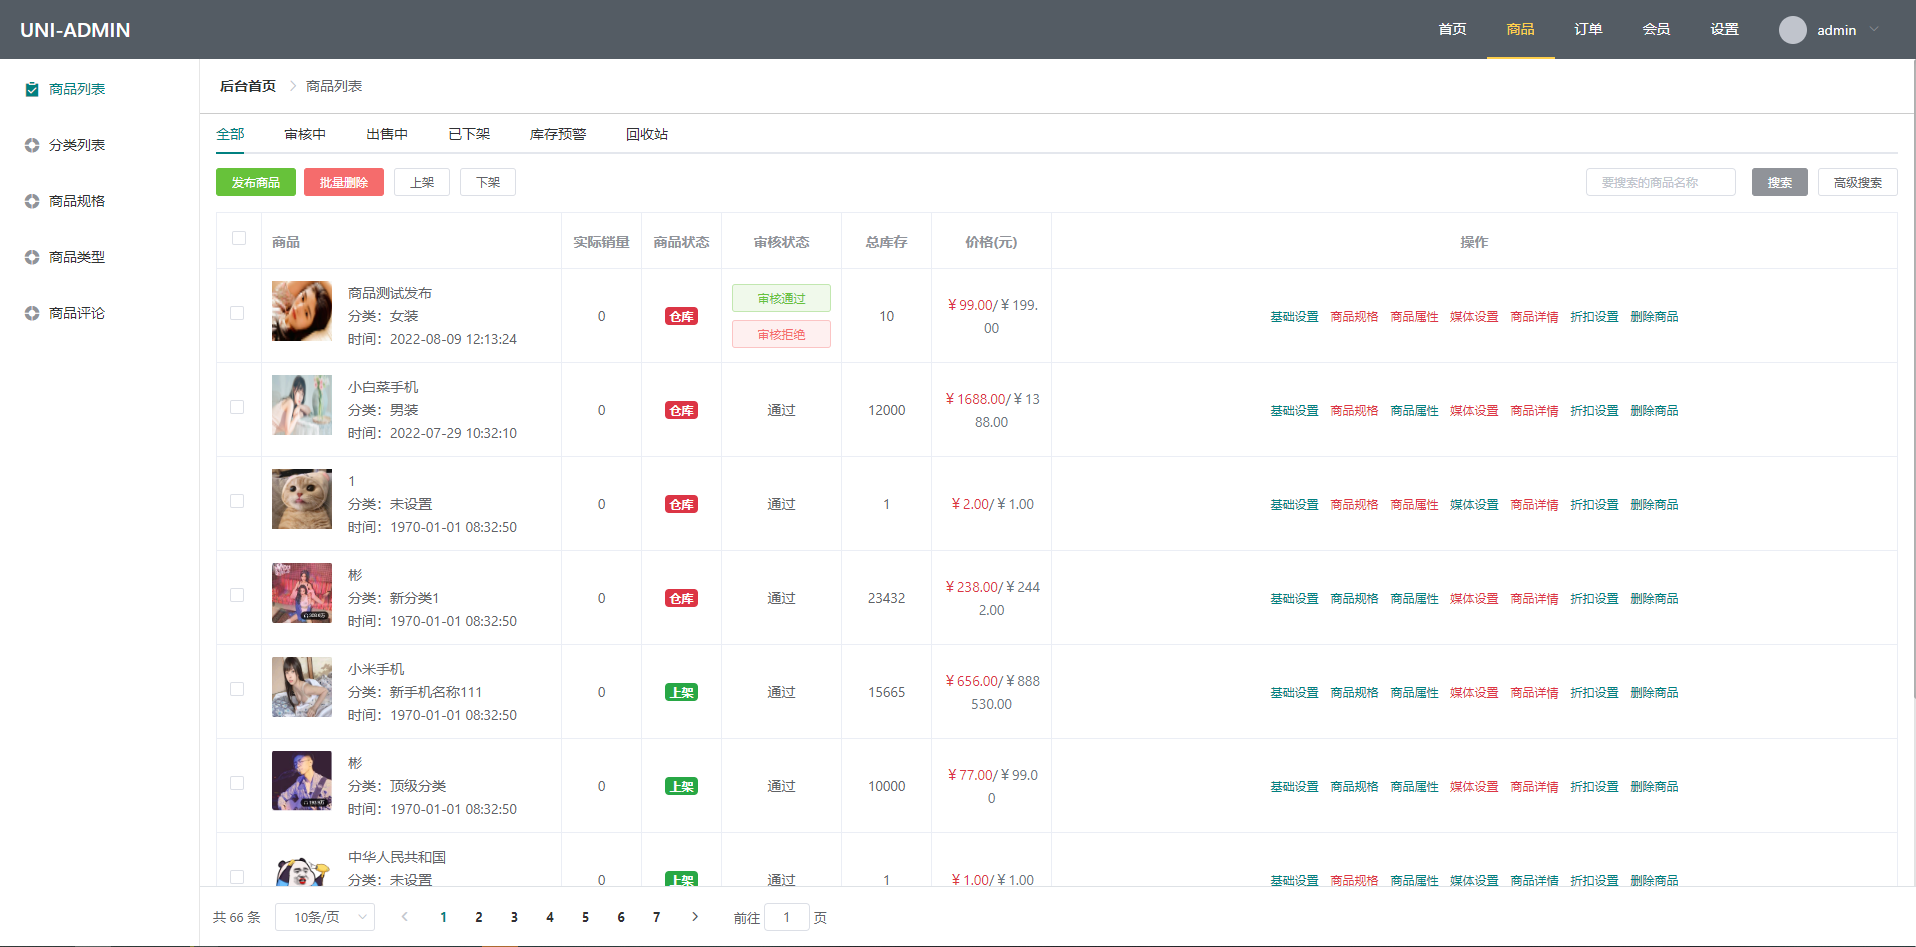 UNI-ADMIN
首页 商品 订单 会员 设置 admin
商品列表
分类列表
商品规格
商品类型
商品评论
后台首页 商品列表
全部 审核中 出售中 已下架 库存预警 回收站
发布商品 批量删除 上架 下架 要搜索的商品名称 搜索 高级搜索
商品 实际销量 商品状态 审核状态 总库存 价格(元) 操作
商品测试发布
分类：女装
时间：2022-08-09 12:13:24
0 仓库 审核通过 审核拒绝 10 ￥99.00/￥199.
00
基础设置 商品规格 商品属性 媒体设置 商品详情 折扣设置 删除商品
小白菜手机
分类：男装
时间：2022-07-29 10:32:10
0 仓库 通过 12000 ￥1688.00/￥13
88.00
基础设置 商品规格 商品属性 媒体设置 商品详情 折扣设置 删除商品
1
分类：未设置
时间：1970-01-01 08:32:50
0 仓库 通过 1 ￥2.00/￥1.00
基础设置 商品规格 商品属性 媒体设置 商品详情 折扣设置 删除商品
彬
分类：新分类1
时间：1970-01-01 08:32:50
0 仓库 通过 23432 ￥238.00/￥244
2.00
基础设置 商品规格 商品属性 媒体设置 商品详情 折扣设置 删除商品
小米手机
分类：新手机名称111
时间：1970-01-01 08:32:50
0 上架 通过 15665 ￥656.00/￥888
530.00
基础设置 商品规格 商品属性 媒体设置 商品详情 折扣设置 删除商品
彬
分类：顶级分类
时间：1970-01-01 08:32:50
0 上架 通过 10000 ￥77.00/￥99.0
0
基础设置 商品规格 商品属性 媒体设置 商品详情 折扣设置 删除商品
中华人民共和国
分类：未设置
0 上架 通过 1 ￥1.00/￥1.00
基础设置 商品规格 商品属性 媒体设置 商品详情 折扣设置 删除商品
共 66 条 10条/页 1 2 3 4 5 6 7 前往 1 页